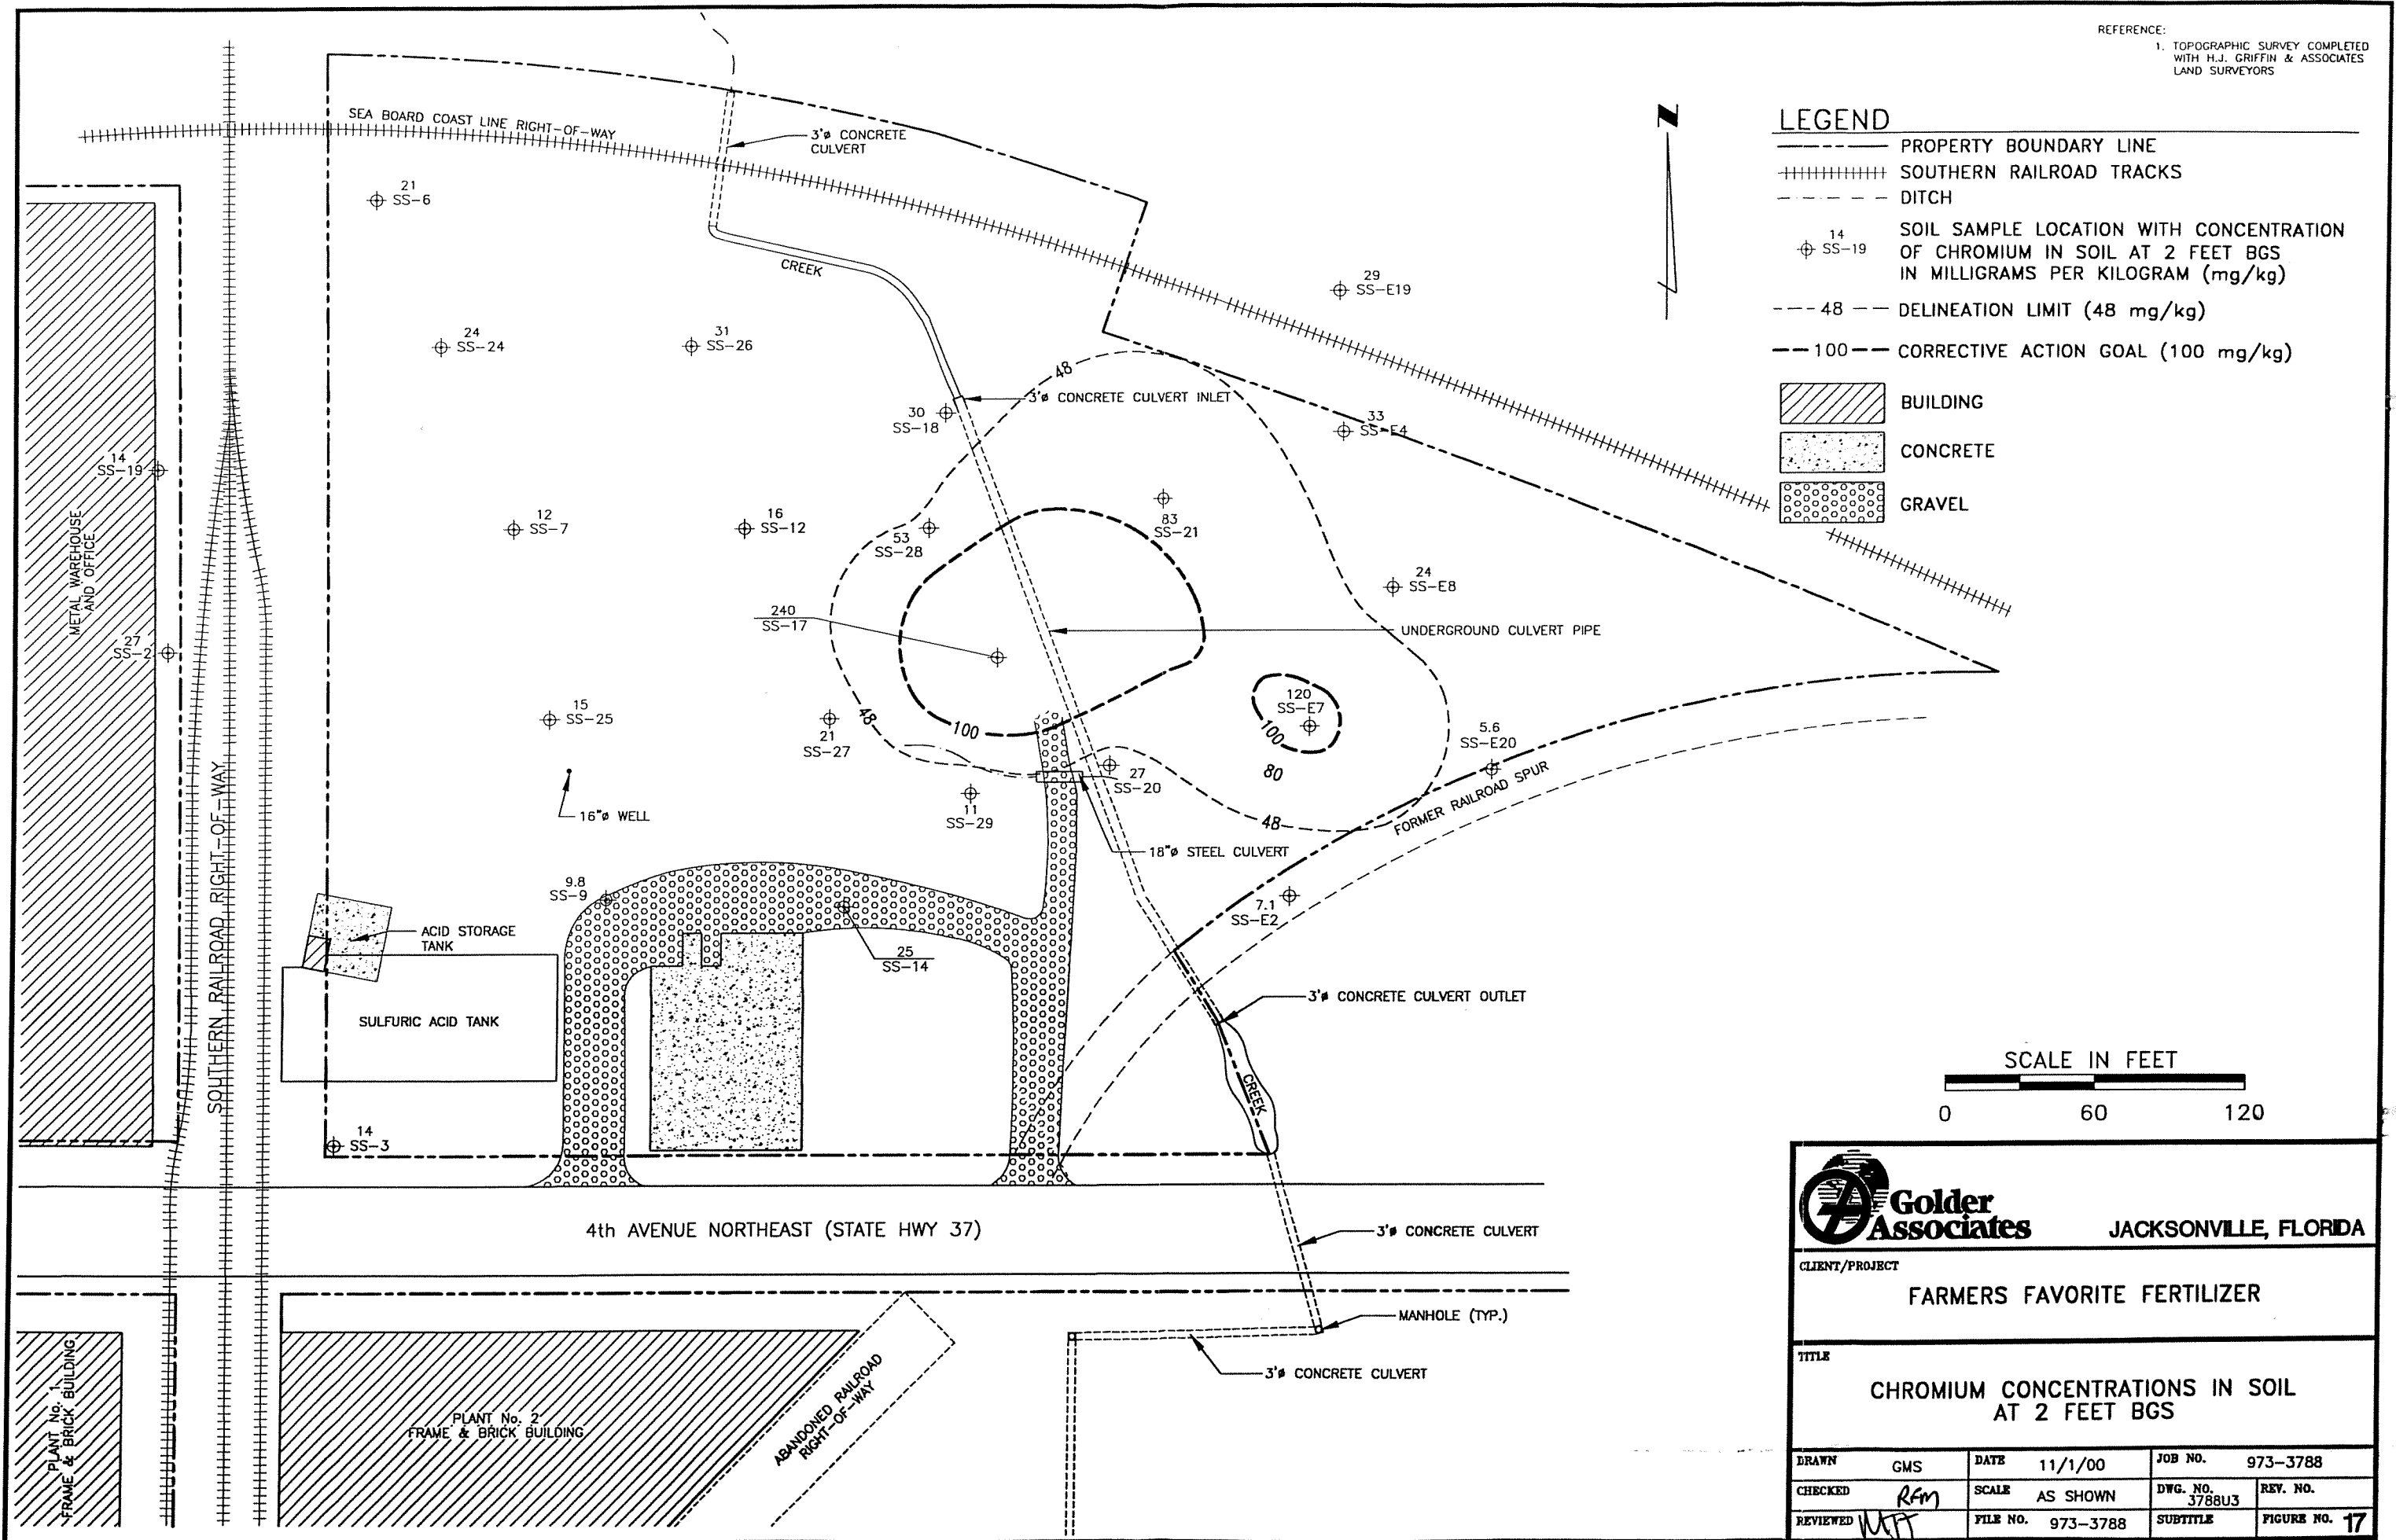 REFERENCE:
1. TOPOGRAPHIC SURVEY COMPLETED
WITH H.J. GRIFFIN & ASSOCIATES
LAND SURVEYORS
N
LEGEND
PROPERTY BOUNDARY LINE
SOUTHERN RAILROAD TRACKS
DITCH
14
SS-19
SOIL SAMPLE LOCATION WITH CONCENTRATION
OF CHROMIUM IN SOIL AT 2 FEET BGS
IN MILLIGRAMS PER KILOGRAM (mg/kg)
48
DELINEATION LIMIT (48 mg/kg)
100
CORRECTIVE ACTION GOAL (100 mg/kg)
BUILDING
CONCRETE
GRAVEL
SEA BOARD COAST LINE RIGHT-OF-WAY
3'ø CONCRETE
CULVERT
21
SS-6
CREEK
29
SS-E19
24
SS-24
31
SS-26
48
3'ø CONCRETE CULVERT INLET
30
SS-18
33
SS-E4
14
SS-19
METAL WAREHOUSE
AND OFFICE
12
SS-7
16
SS-12
53
SS-28
83
SS-21
24
SS-E8
240
SS-17
UNDERGROUND CULVERT PIPE
27
SS-2
15
SS-25
21
SS-27
48
100
120
SS-E7
100
80
5.6
SS-E20
27
SS-20
11
SS-29
48
FORMER RAILROAD SPUR
16"ø WELL
18"ø STEEL CULVERT
9.8
SS-9
7.1
SS-E2
SOUTHERN RAILROAD RIGHT-OF-WAY
ACID STORAGE
TANK
25
SS-14
SULFURIC ACID TANK
3'ø CONCRETE CULVERT OUTLET
CREEK
14
SS-3
SCALE IN FEET
0 60 120
4th AVENUE NORTHEAST (STATE HWY 37)
3'ø CONCRETE CULVERT
MANHOLE (TYP.)
3'ø CONCRETE CULVERT
PLANT No. 1
FRAME & BRICK BUILDING
PLANT No. 2
FRAME & BRICK BUILDING
ABANDONED RAILROAD
RIGHT-OF-WAY
Golder
Associates
JACKSONVILLE, FLORIDA
CLIENT/PROJECT
FARMERS FAVORITE FERTILIZER
TITLE
CHROMIUM CONCENTRATIONS IN SOIL
AT 2 FEET BGS
DRAWN GMS DATE 11/1/00 JOB NO. 973-3788
CHECKED RFM SCALE AS SHOWN DWG. NO. 3788U3 REV. NO.
REVIEWED FILE NO. 973-3788 SUBTITLE FIGURE NO. 17